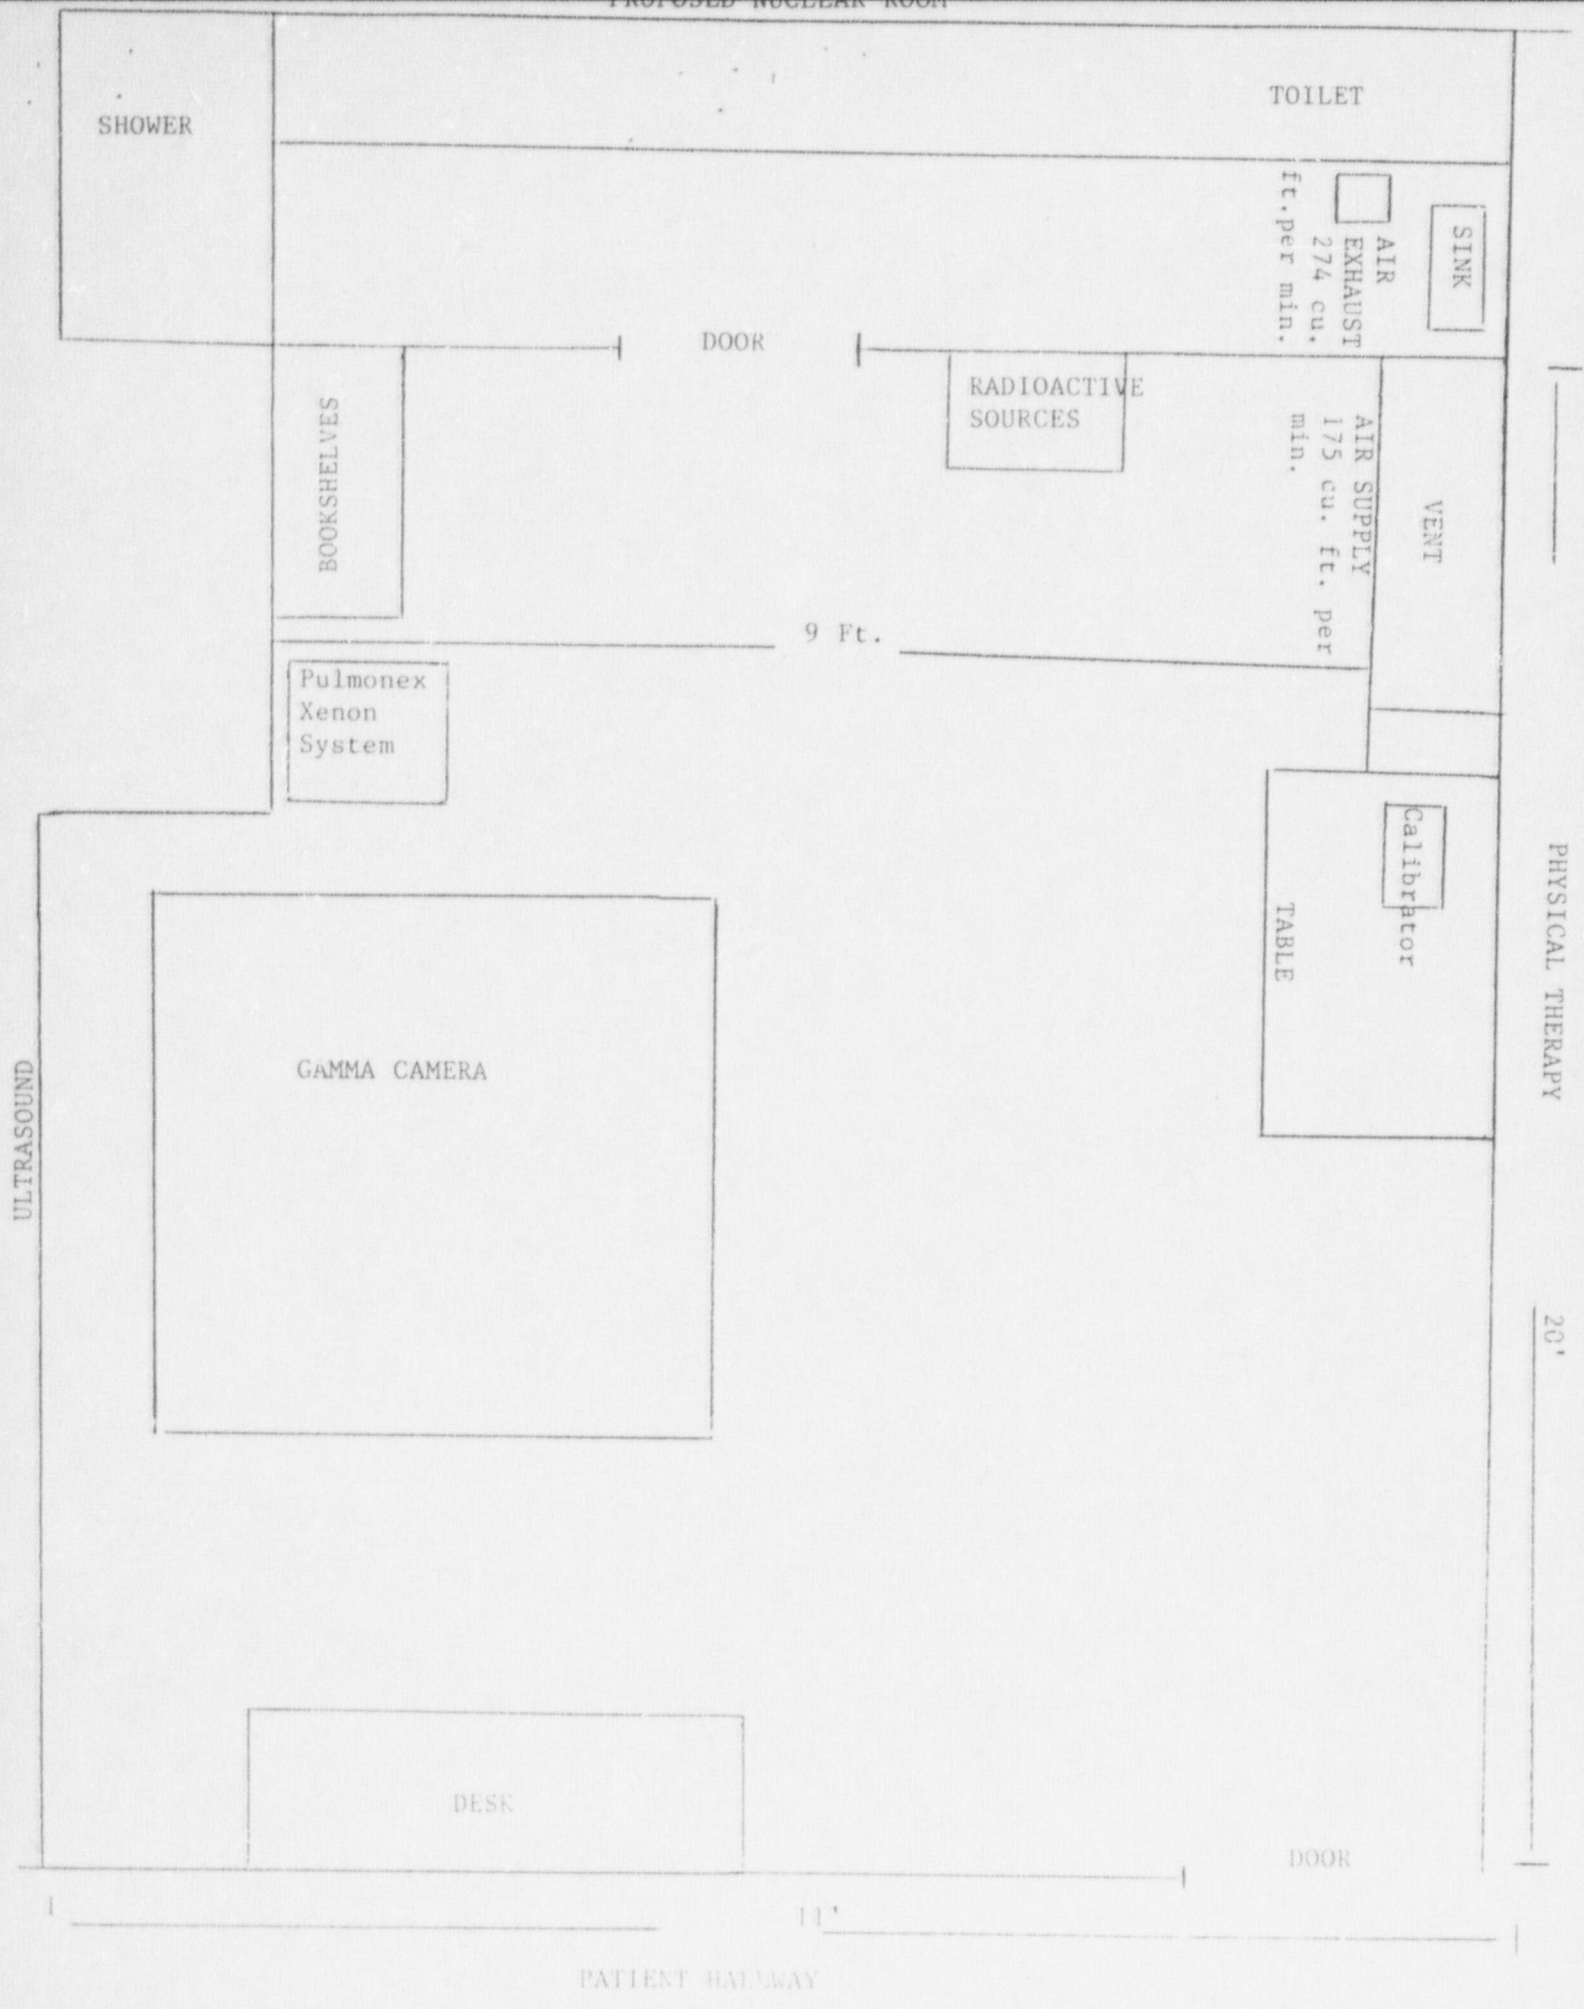 PROPOSED NUCLEAR ROOM
TOILET
SHOWER
SINK
AIR
EXHAUST
274 cu.
ft.per min.
DOOR
RADIOACTIVE
SOURCES
BOOKSHELVES
AIR SUPPLY
175 cu. ft. per
min.
VENT
9 Ft.
Pulmonex
Xenon
System
Calibrator
TABLE
PHYSICAL THERAPY
GAMMA CAMERA
ULTRASOUND
20'
DESK
DOOR
11'
PATIENT HALLWAY